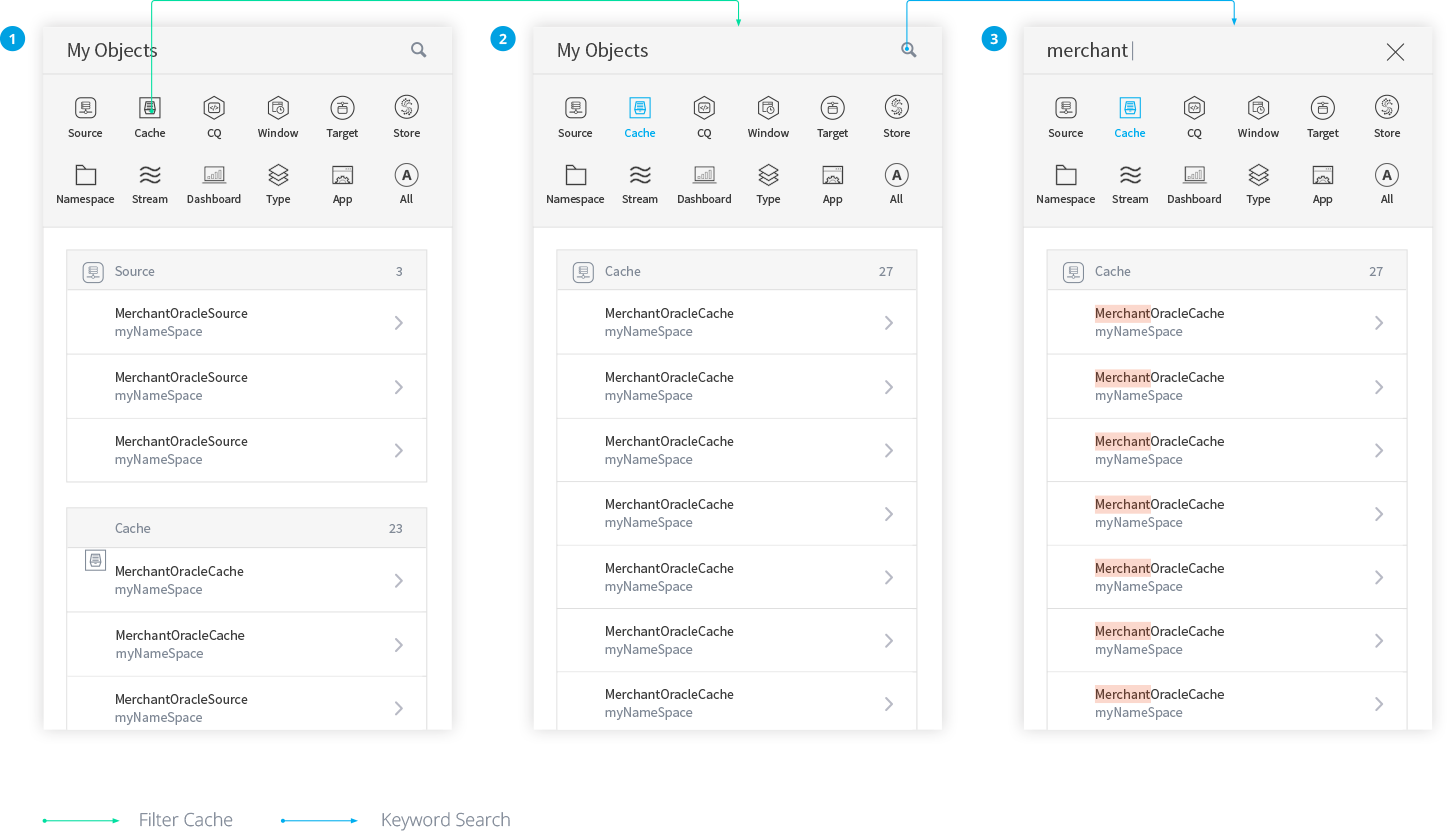 1
My Objects
Source Cache CQ Window Target Store
Namespace Stream Dashboard Type App A All
Source 3
MerchantOracleSource
myNameSpace
MerchantOracleSource
myNameSpace
MerchantOracleSource
myNameSpace
Cache 23
MerchantOracleCache
myNameSpace
MerchantOracleCache
myNameSpace
MerchantOracleSource
myNameSpace
2
My Objects
Source Cache CQ Window Target Store
Namespace Stream Dashboard Type App A All
Cache 27
MerchantOracleCache
myNameSpace
MerchantOracleCache
myNameSpace
MerchantOracleCache
myNameSpace
MerchantOracleCache
myNameSpace
MerchantOracleCache
myNameSpace
MerchantOracleCache
myNameSpace
MerchantOracleCache
myNameSpace
3
merchant
Source Cache CQ Window Target Store
Namespace Stream Dashboard Type App A All
Cache 27
MerchantOracleCache
myNameSpace
MerchantOracleCache
myNameSpace
MerchantOracleCache
myNameSpace
MerchantOracleCache
myNameSpace
MerchantOracleCache
myNameSpace
MerchantOracleCache
myNameSpace
MerchantOracleCache
myNameSpace
Filter Cache Keyword Search